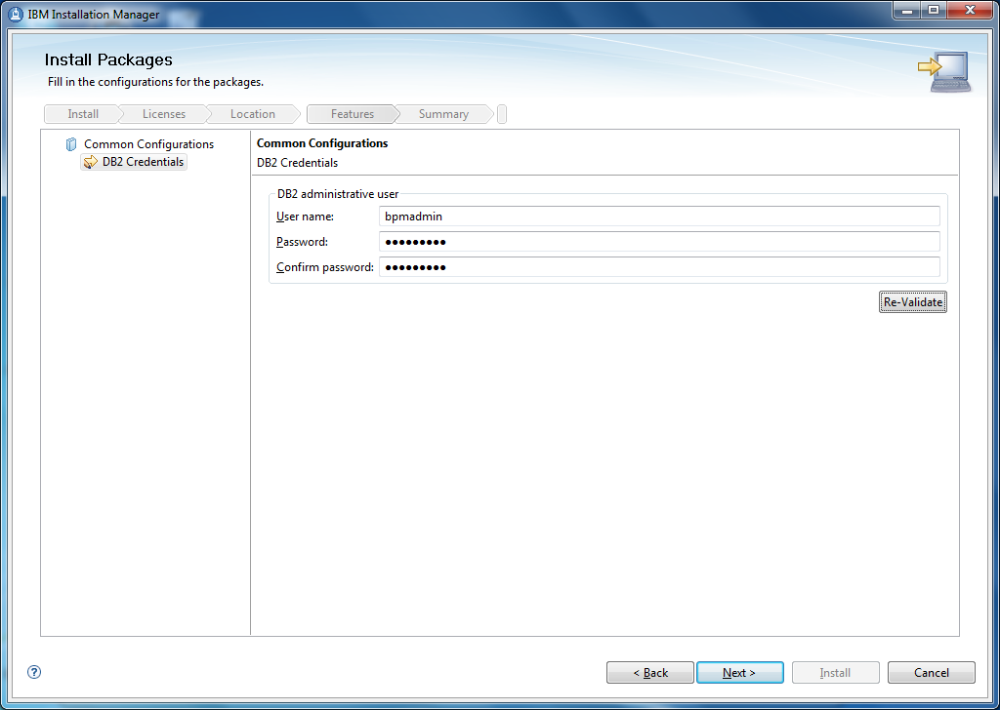 IBM Installation Manager
Install Packages
Fill in the configurations for the packages.
Install Licenses Location Features Summary
Common Configurations
DB2 Credentials
Common Configurations
DB2 Credentials
DB2 administrative user
User name: bpmadmin
Password: ●●●●●●●●●
Confirm password: ●●●●●●●●●
Re-Validate
?
< Back Next > Install Cancel